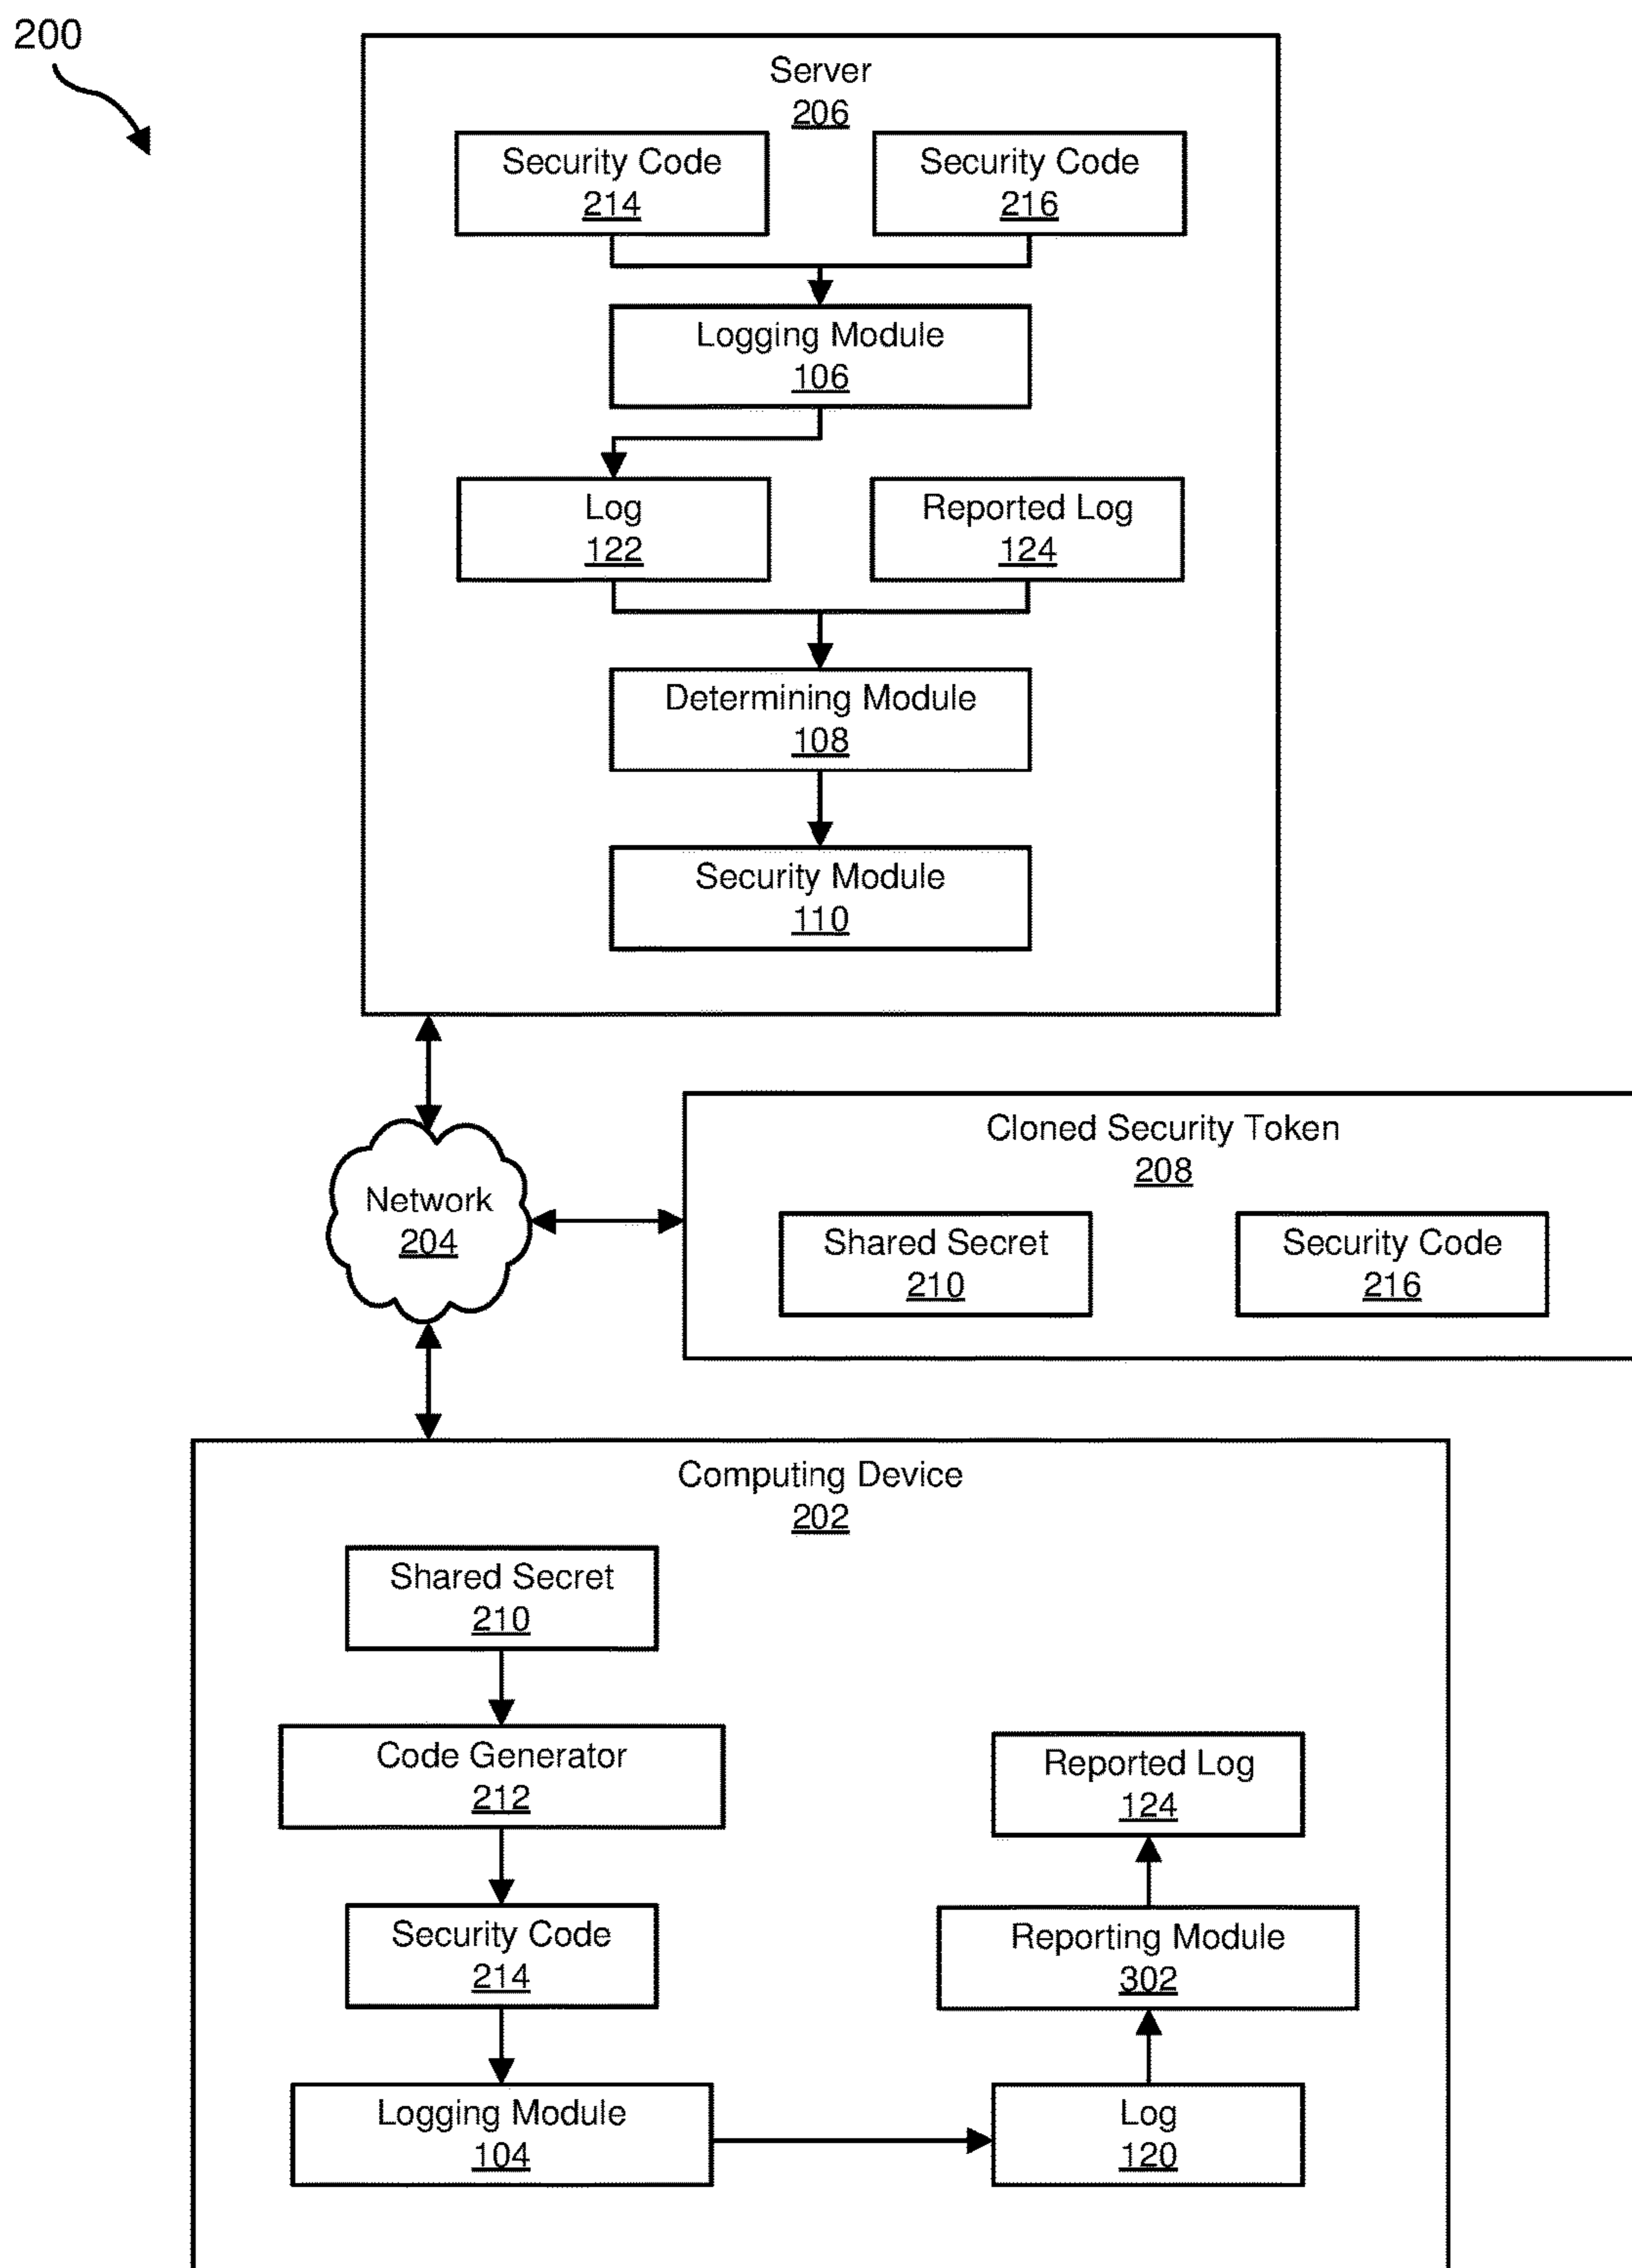 200
Server
206
Security Code
214
Security Code
216
Logging Module
106
Log
122
Reported Log
124
Determining Module
108
Security Module
110
Network
204
Cloned Security Token
208
Shared Secret
210
Security Code
216
Computing Device
202
Shared Secret
210
Code Generator
212
Security Code
214
Logging Module
104
Reported Log
124
Reporting Module
302
Log
120